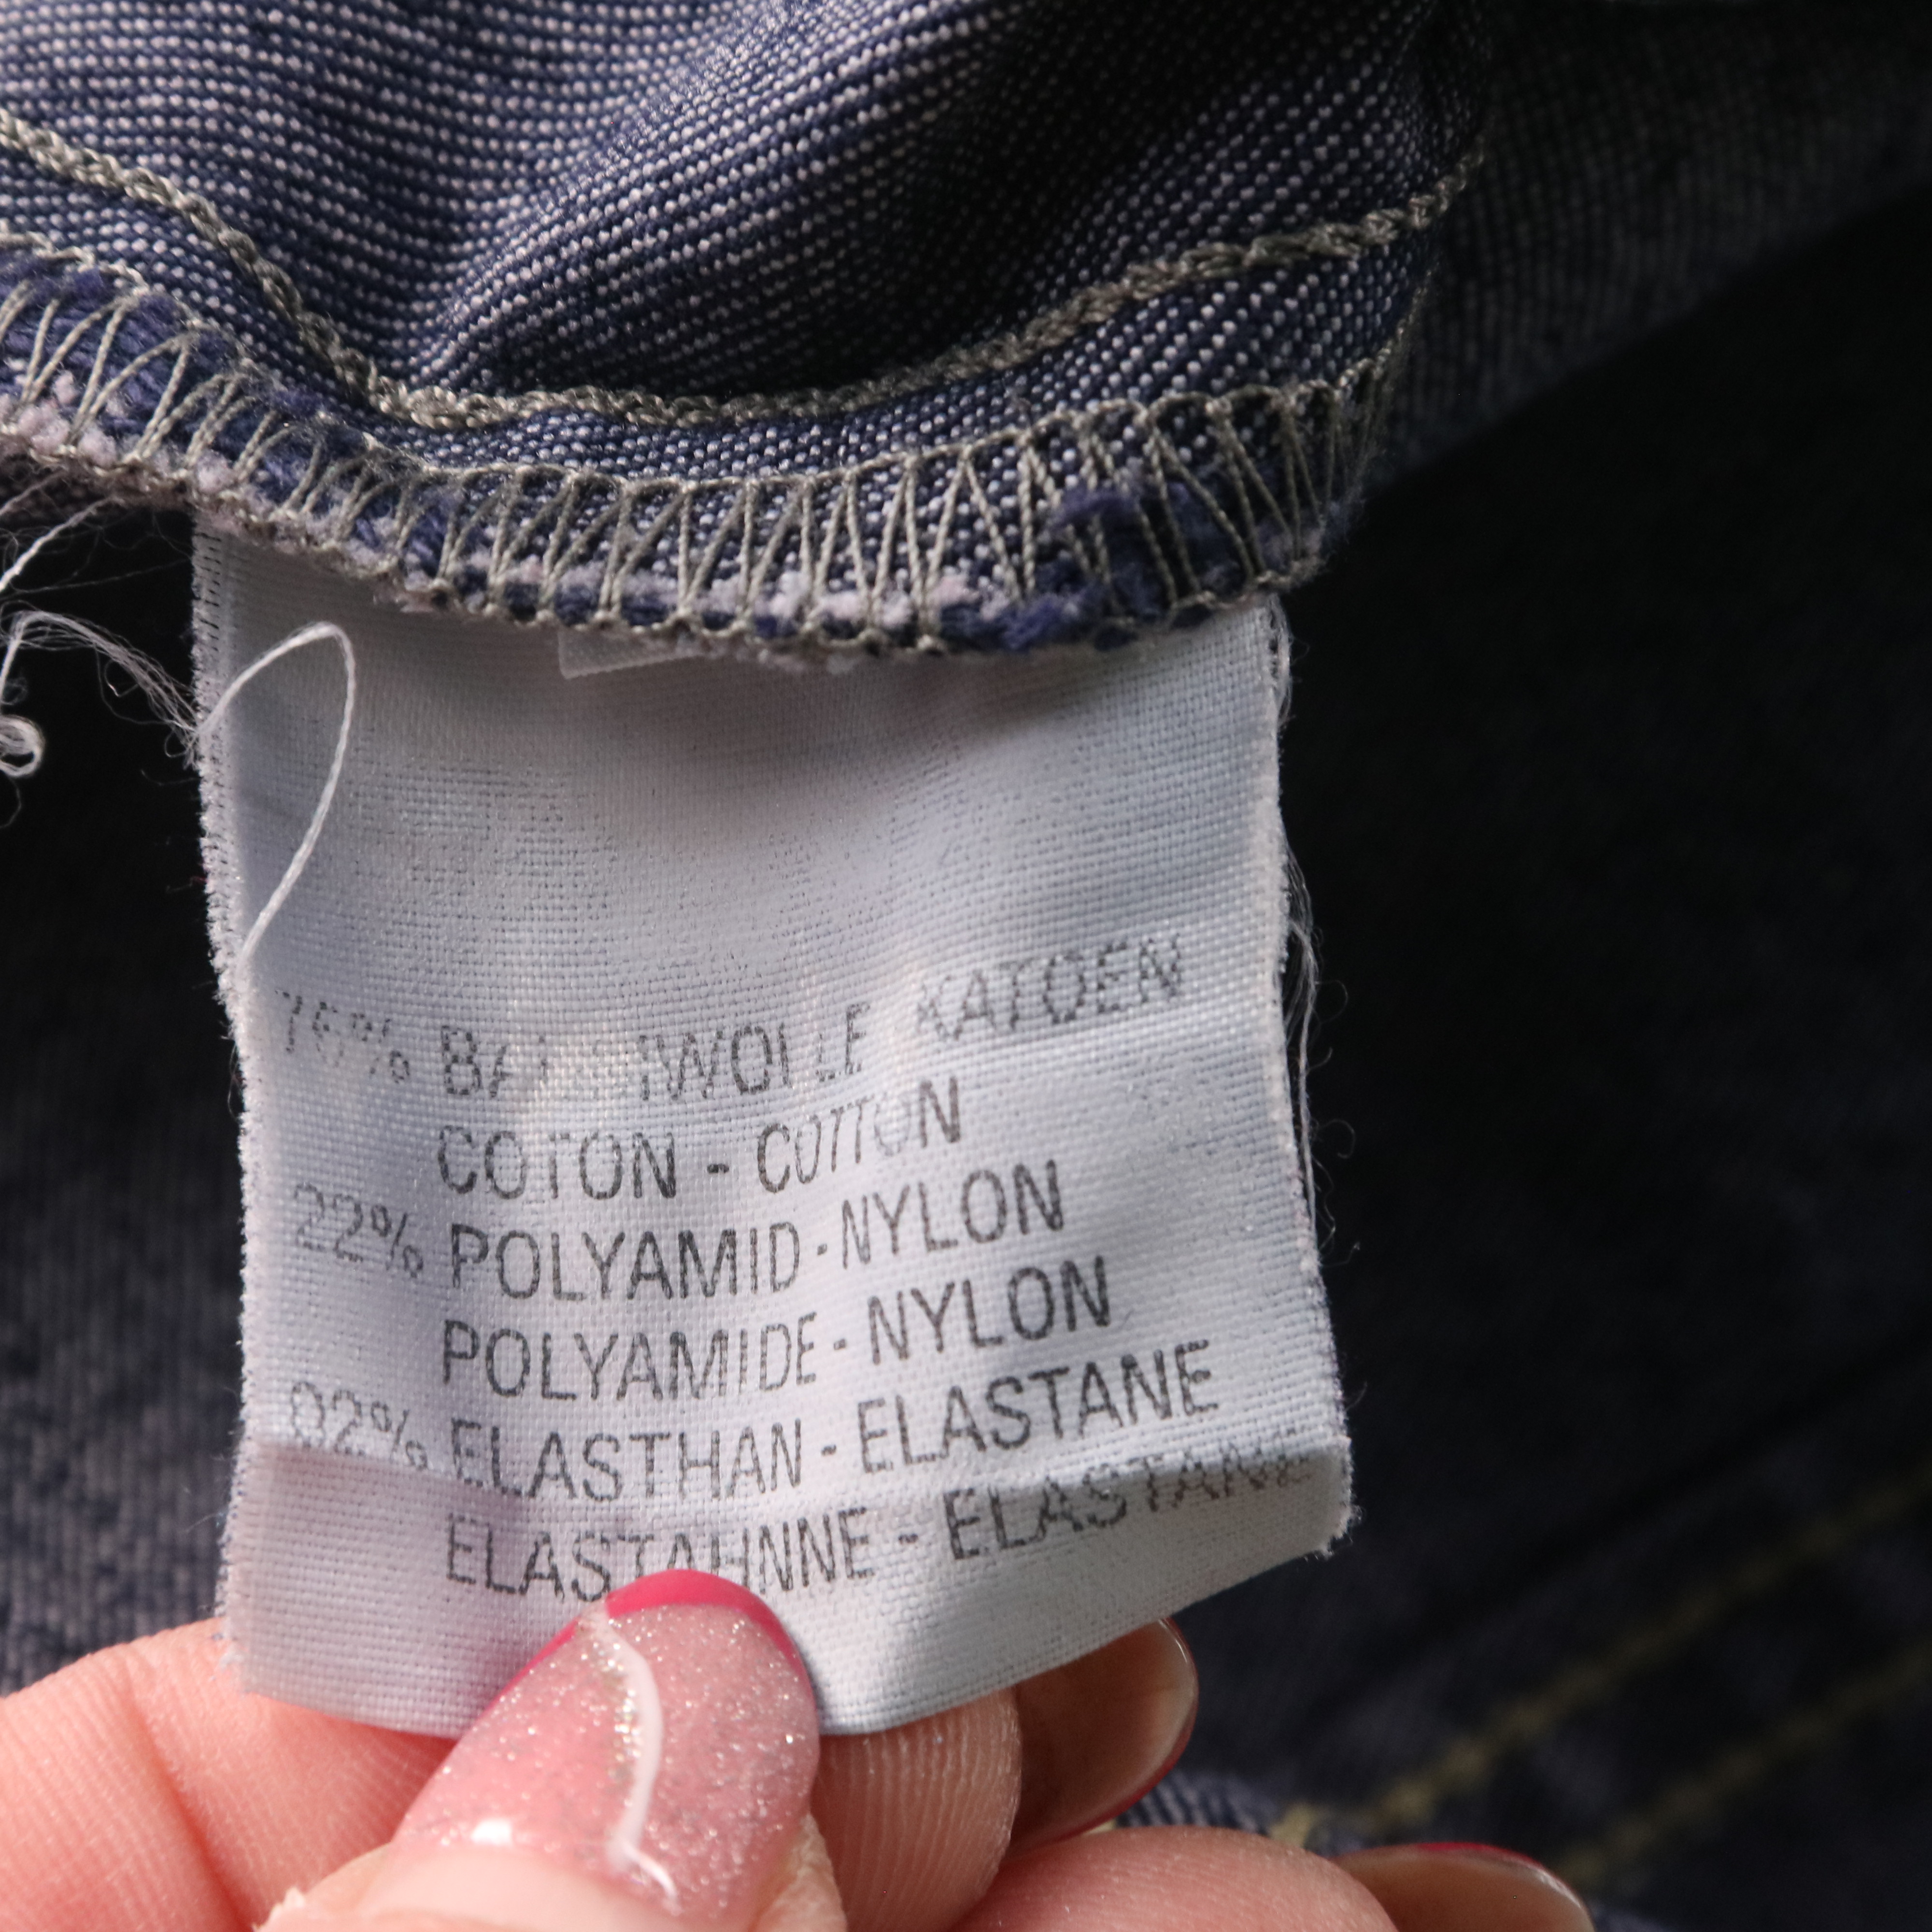 76% BAUMWOLLE KATOEN
COTON - COTTON
22% POLYAMID - NYLON
POLYAMIDE - NYLON
02% ELASTHAN - ELASTANE
ELASTAHNNE - ELASTANE